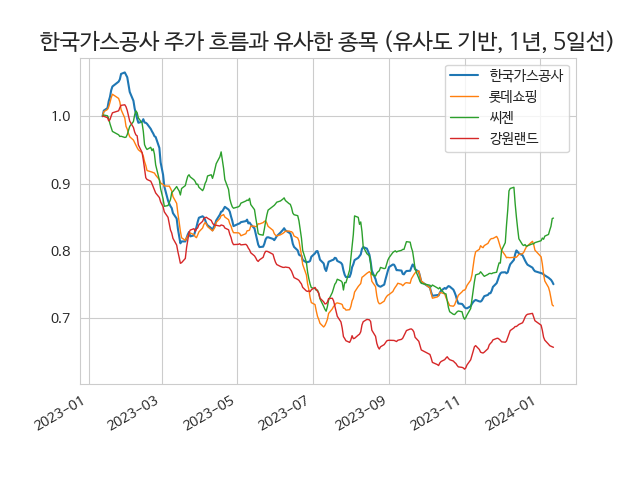 한국가스공사 주가 흐름과 유사한 종목 (유사도 기반, 1년, 5일선)
한국가스공사
롯데쇼핑
씨젠
강원랜드
1.0
0.9
0.8
0.7
2023-01
2023-03
2023-05
2023-07
2023-09
2023-11
2024-01